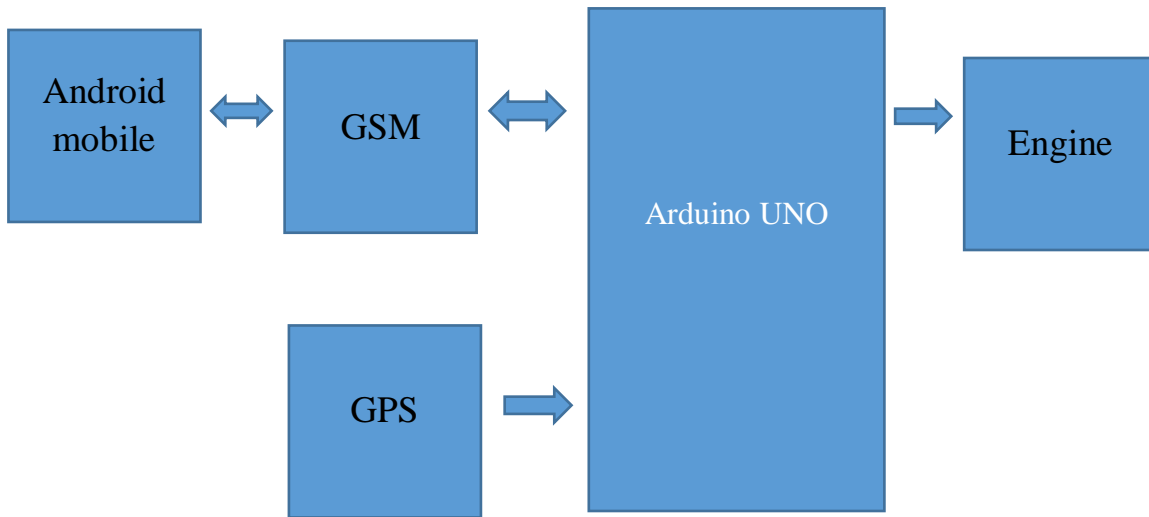 Android
mobile
GSM
Arduino UNO
Engine
GPS